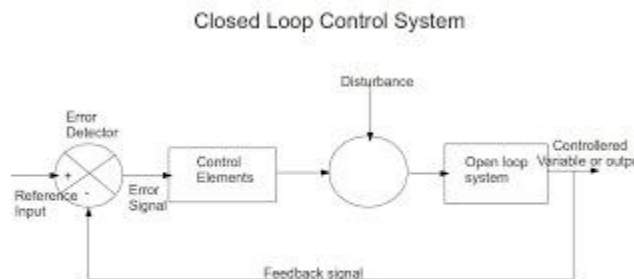 Closed Loop Control System
Disturbance
Error
Detector
+
-
Reference
Input
Error
Signal
Control
Elements
Open loop
system
Controllered
Variable or outpu
Feedback signal